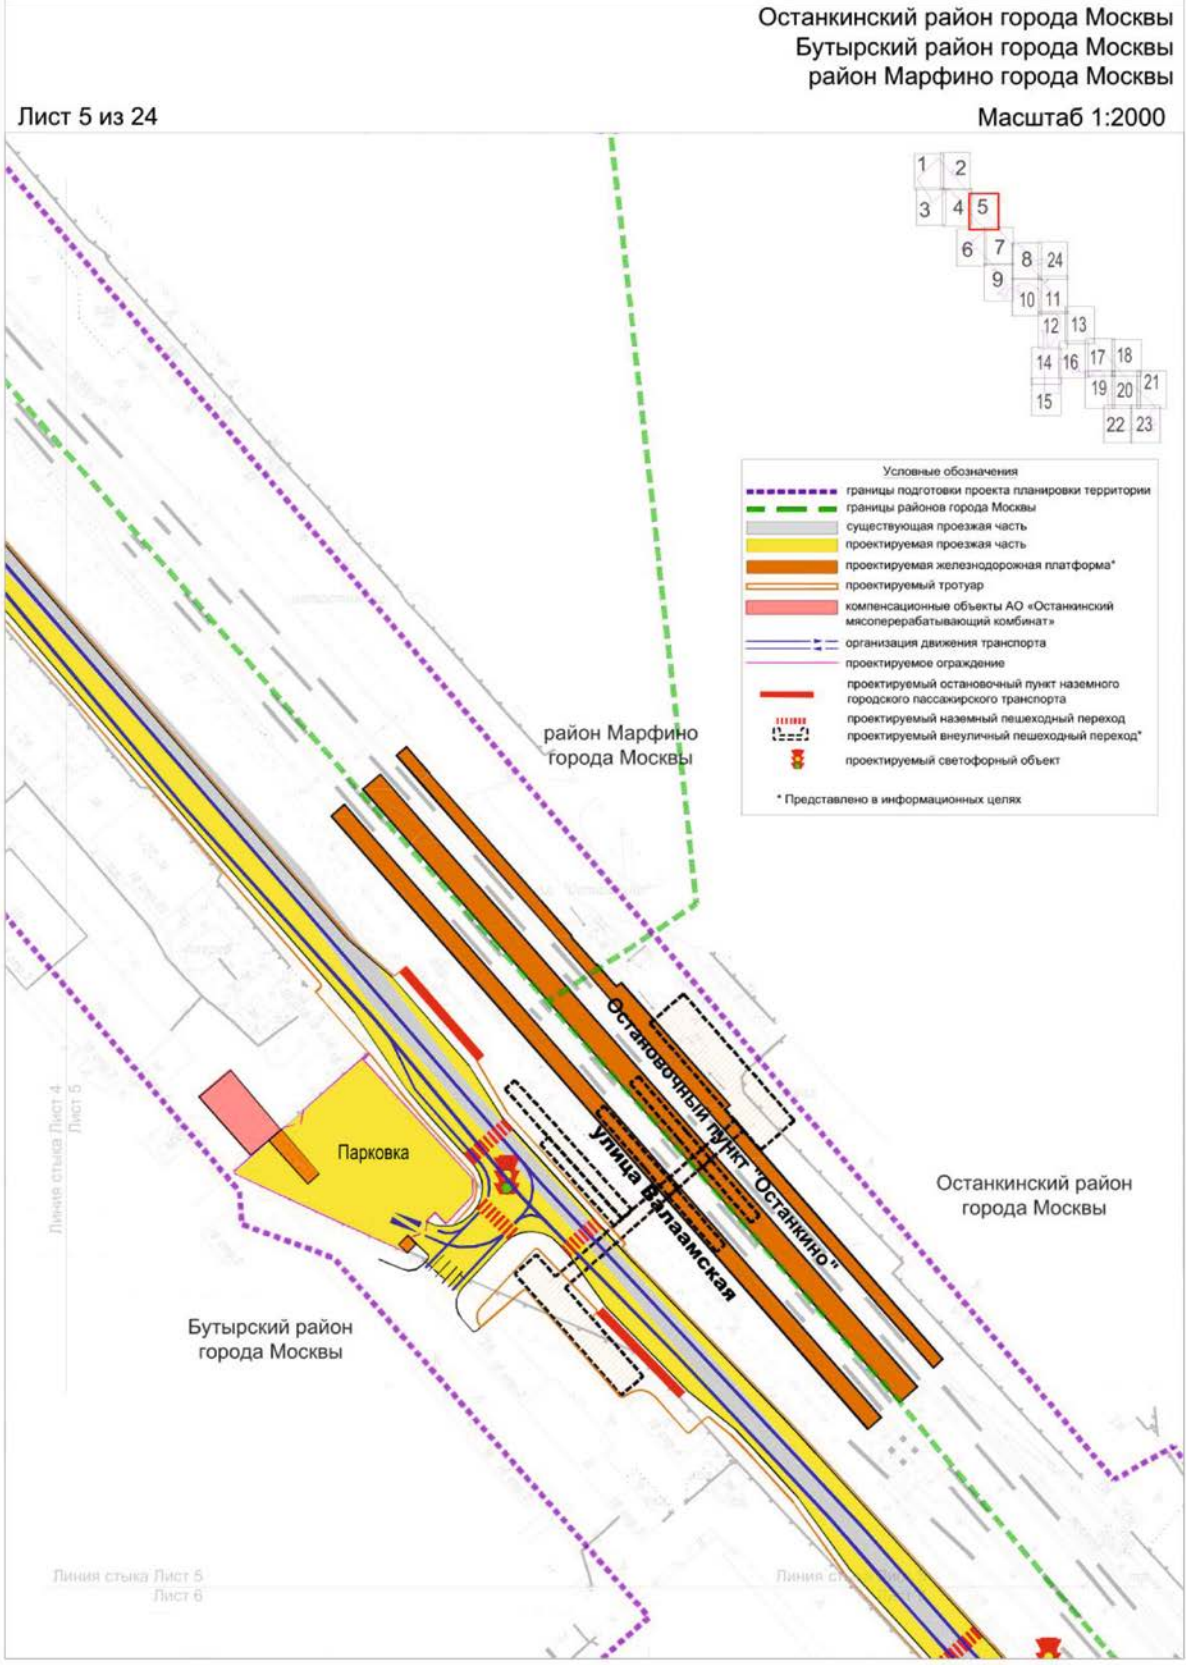 Останкинский район города Москвы
Бутырский район города Москвы
район Марфино города Москвы
Лист 5 из 24
Масштаб 1:2000
1 2
3 4 5
6 7 8 24
9 10 11
12 13
14 16 17 18
15 19 20 21
22 23
Условные обозначения
границы подготовки проекта планировки территории
границы районов города Москвы
существующая проезжая часть
проектируемая проезжая часть
проектируемая железнодорожная платформа*
проектируемый тротуар
компенсационные объекты АО «Останкинский
мясоперерабатывающий комбинат»
организация движения транспорта
проектируемое ограждение
проектируемый остановочный пункт наземного
городского пассажирского транспорта
проектируемый наземный пешеходный переход
проектируемый внеуличный пешеходный переход*
проектируемый светофорный объект
* Представлено в информационных целях
район Марфино
города Москвы
Остановочный пункт "Останкино"
улица Валаамская
Линия стыка Лист 4
Лист 5
Парковка
Останкинский район
города Москвы
Бутырский район
города Москвы
Линия стыка Лист 5
Лист 6
Линия